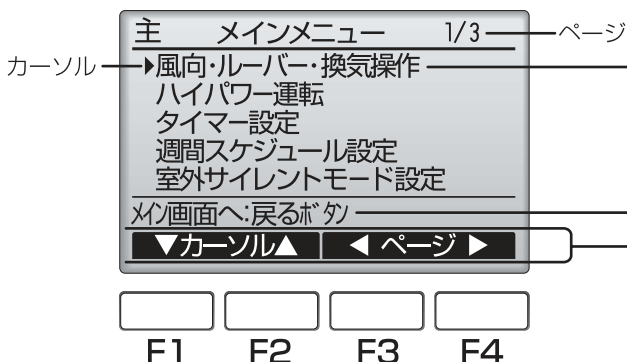 主 メインメニュー 1/3 ページ
カーソル ▶風向・ルーバー・換気操作
ハイパワー運転
タイマー設定
週間スケジュール設定
室外サイレントモード設定
メイン画面へ:戻るボタン
▼カーソル▲ ◀ ページ ▶
F1 F2 F3 F4